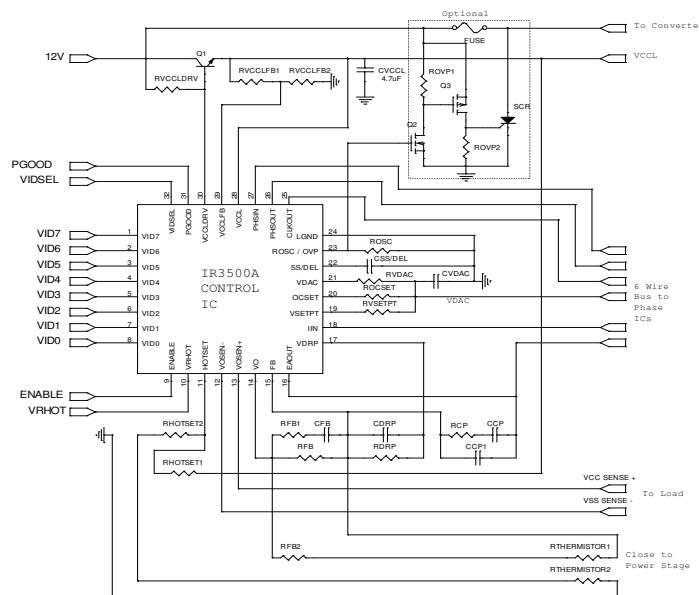 Optional
To Converte
FUSE
12V
Q1
VCCL
RVCCLDRV
RVCCLFB1
RVCCLFB2
CVCCL
4.7uF
ROVP1
Q3
SCR
Q2
ROVP2
PGOOD
VIDSEL
32
31
30
29
28
27
26
25
VIDSEL
PGOOD
VCCLDRV
VCCLFB
VCCL
PHSIN
PHSOUT
CLKOUT
VID7
1
VID7
LGND
24
VID6
2
VID6
ROSC / OVP
23
ROSC
VID5
3
VID5
SS/DEL
22
CSS/DEL
VID4
4
VID4
IR3500A
CONTROL
IC
VDAC
21
RVDAC
CVDAC
VID3
5
VID3
OCSET
20
ROCSET
VDAC
VID2
6
VID2
VSETPT
19
RVSETPT
VID1
7
VID1
IIN
18
VID0
8
VID0
VDRP
17
6 Wire
Bus to
Phase
ICs
ENABLE
VRHOT
HOTSET
VOSEN-
VOSEN+
VO
FB
EAOUT
9
10
11
12
13
14
15
16
ENABLE
VRHOT
RHOTSET2
RFB1
CFB
CDRP
RCP
CCP
RFB
RDRP
CCP1
RHOTSET1
VCC SENSE +
To Load
VSS SENSE -
RFB2
RTHERMISTOR1
Close to
Power Stage
RTHERMISTOR2